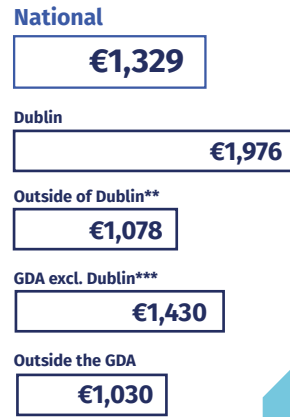 National
€1,329
Dublin
€1,976
Outside of Dublin**
€1,078
GDA excl. Dublin***
€1,430
Outside the GDA
€1,030